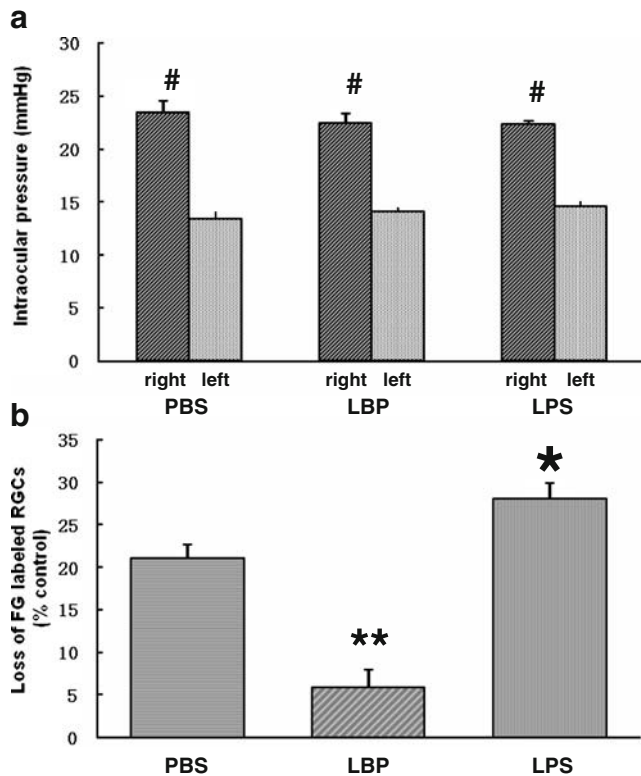 a
Intraocular pressure (mmHg)
30
25
20
15
10
5
0
# # #
right left right left right left
PBS LBP LPS
b
Loss of FG labeled RGCs
(% control)
35
30
25
20
15
10
5
0
** *
PBS LBP LPS